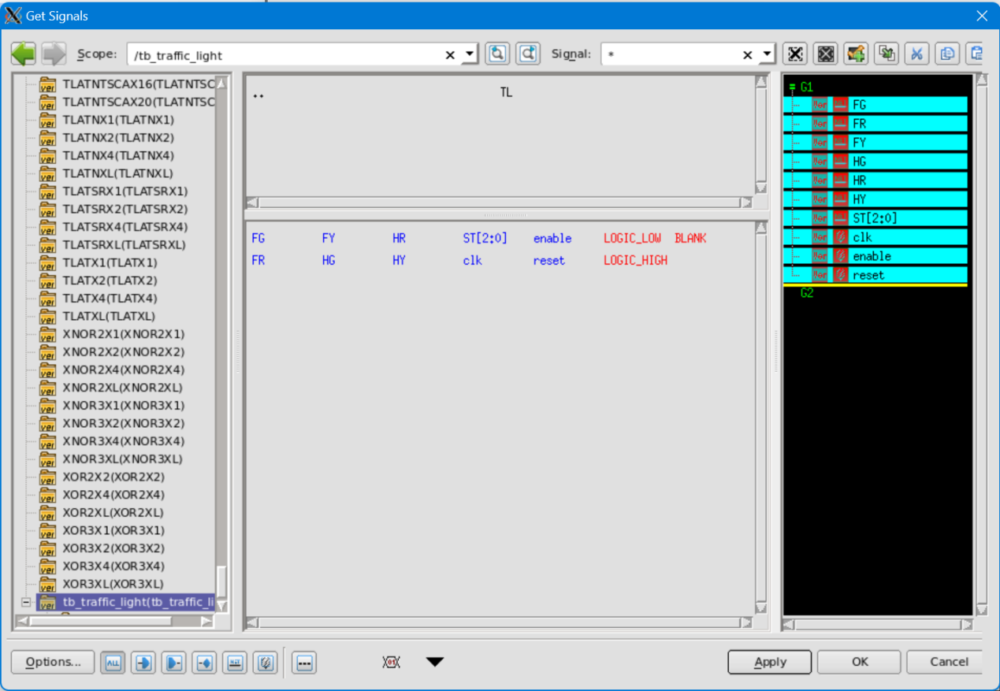 Get Signals
Scope: /tb_traffic_light Signal: *
TLATNTSCAX16(TLATNTSC
TLATNTSCAX20(TLATNTSC
TLATNX1(TLATNX1)
TLATNX2(TLATNX2)
TLATNX4(TLATNX4)
TLATNXL(TLATNXL)
TLATSRX1(TLATSRX1)
TLATSRX2(TLATSRX2)
TLATSRX4(TLATSRX4)
TLATSRXL(TLATSRXL)
TLATX1(TLATX1)
TLATX2(TLATX2)
TLATX4(TLATX4)
TLATXL(TLATXL)
XNOR2X1(XNOR2X1)
XNOR2X2(XNOR2X2)
XNOR2X4(XNOR2X4)
XNOR2XL(XNOR2XL)
XNOR3X1(XNOR3X1)
XNOR3X2(XNOR3X2)
XNOR3X4(XNOR3X4)
XNOR3XL(XNOR3XL)
XOR2X2(XOR2X2)
XOR2X4(XOR2X4)
XOR2XL(XOR2XL)
XOR3X1(XOR3X1)
XOR3X2(XOR3X2)
XOR3X4(XOR3X4)
XOR3XL(XOR3XL)
tb_traffic_light(tb_traffic_li
.. TL
FG FY HR ST[2:0] enable LOGIC_LOW BLANK
FR HG HY clk reset LOGIC_HIGH
G1
FG
FR
FY
HG
HR
HY
ST[2:0]
clk
enable
reset
G2
Options... ALL Apply OK Cancel